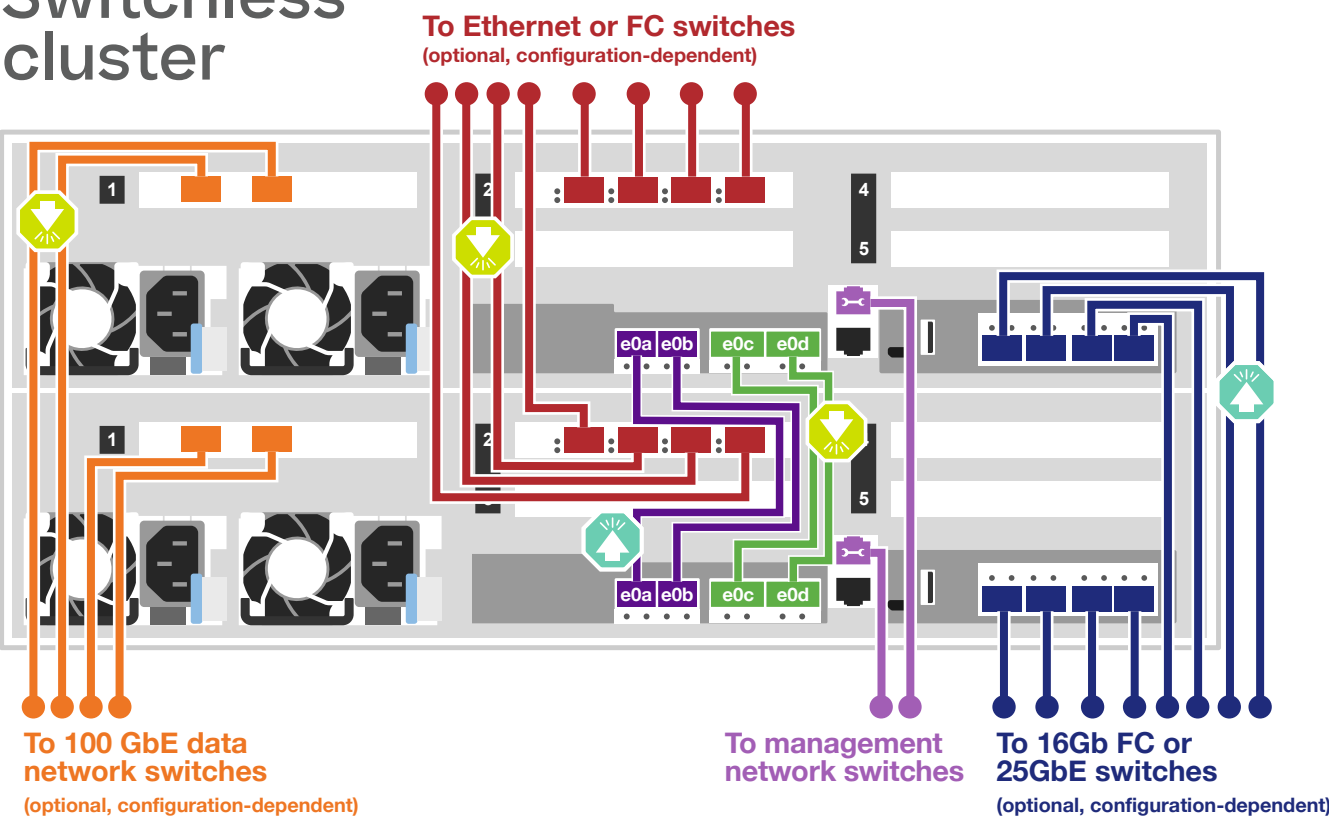 Switchless
cluster
To Ethernet or FC switches
(optional, configuration-dependent)
1
2
4
5
e0a e0b e0c e0d
1
2
5
e0a e0b e0c e0d
To 100 GbE data
network switches
(optional, configuration-dependent)
To management
network switches
To 16Gb FC or
25GbE switches
(optional, configuration-dependent)